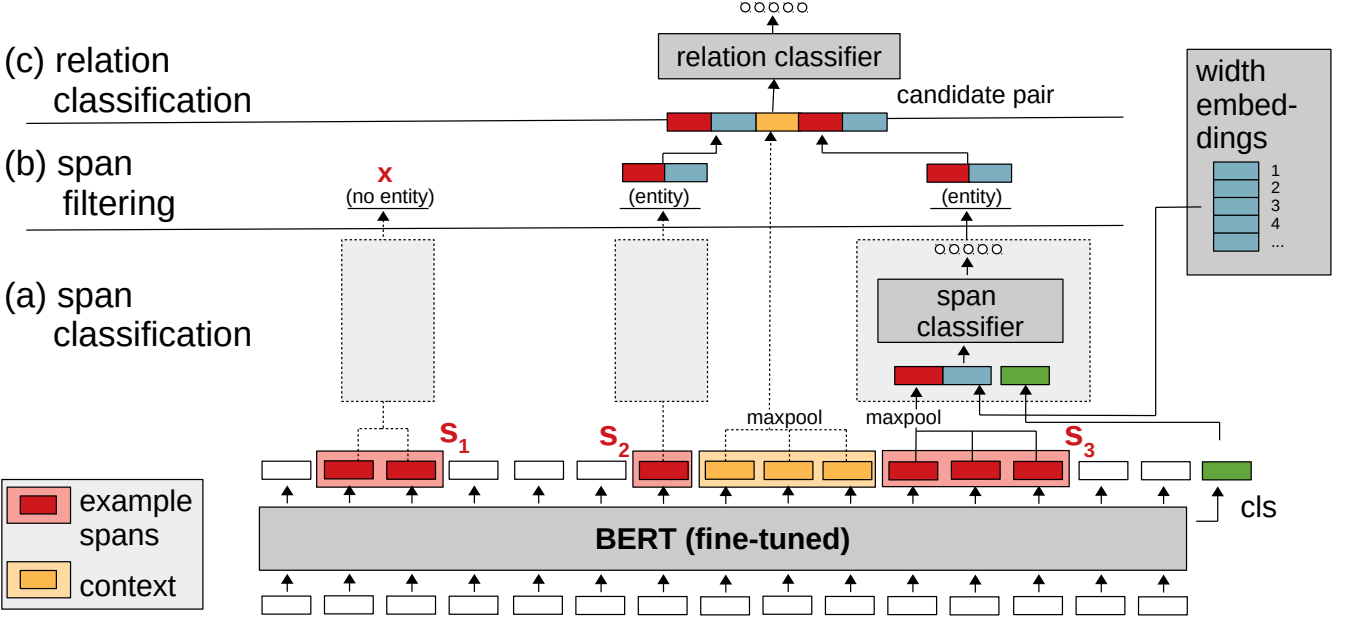 (c) relation
classification
relation classifier
candidate pair
width
embed-
dings
1
2
3
4
...
(b) span
filtering
x
(no entity)
(entity)
(entity)
(a) span
classification
span
classifier
maxpool
maxpool
s1
s2
s3
cls
BERT (fine-tuned)
example
spans
context